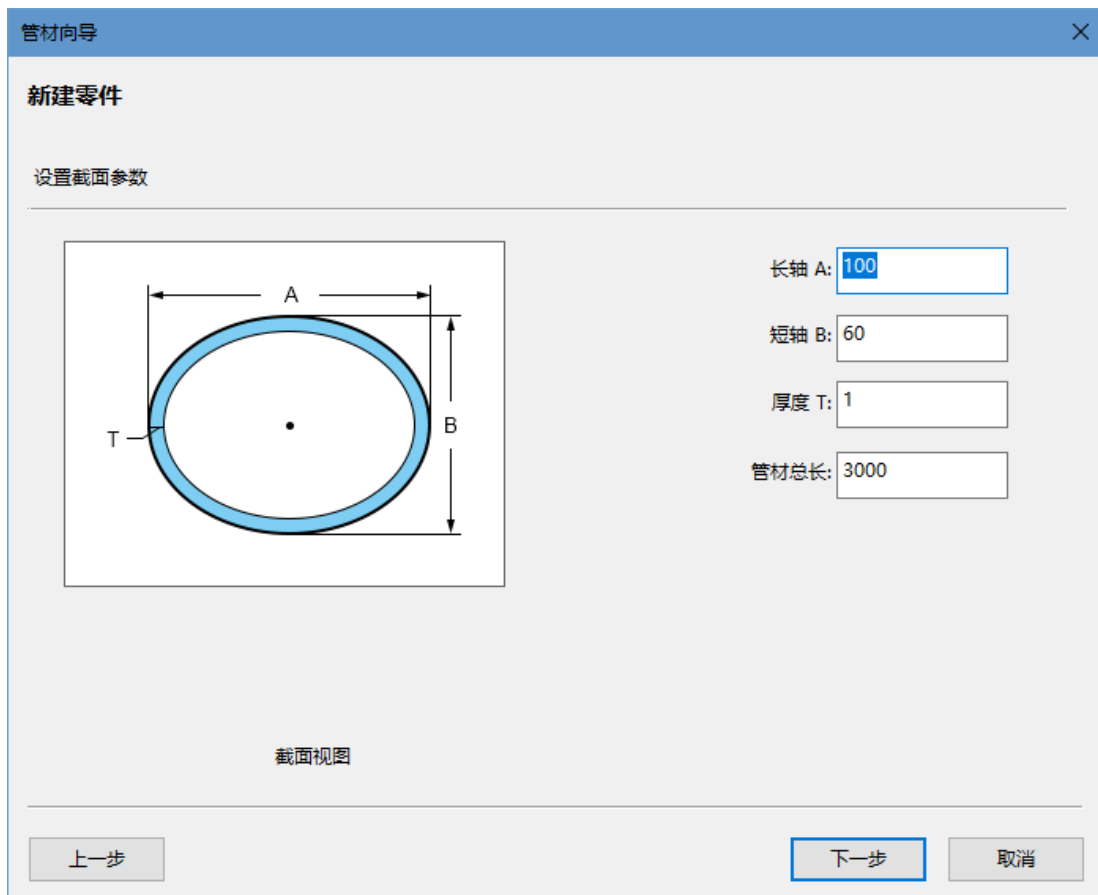 管材向导
新建零件
设置截面参数
A
B
T
长轴 A: 100
短轴 B: 60
厚度 T: 1
管材总长: 3000
截面视图
上一步
下一步
取消